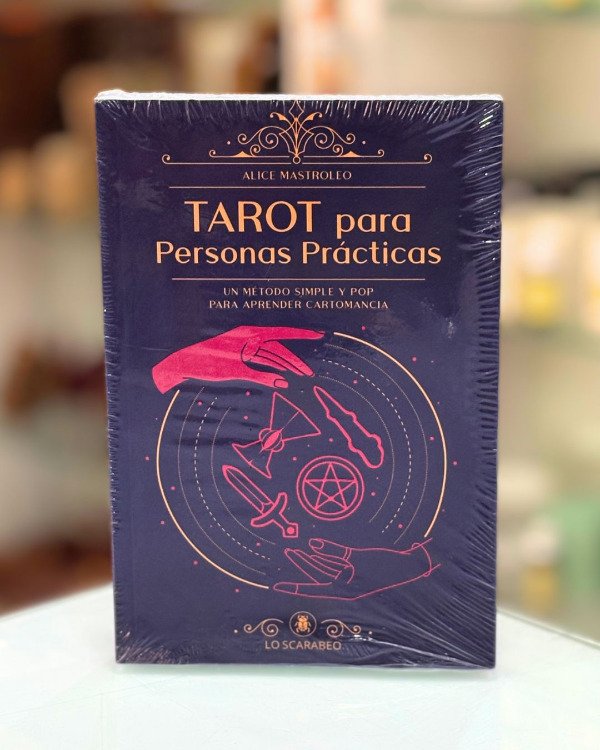 ALICE MASTROLEO
TAROT para
Personas Prácticas
UN MÉTODO SIMPLE Y POP
PARA APRENDER CARTOMANCIA
LO SCARABEO